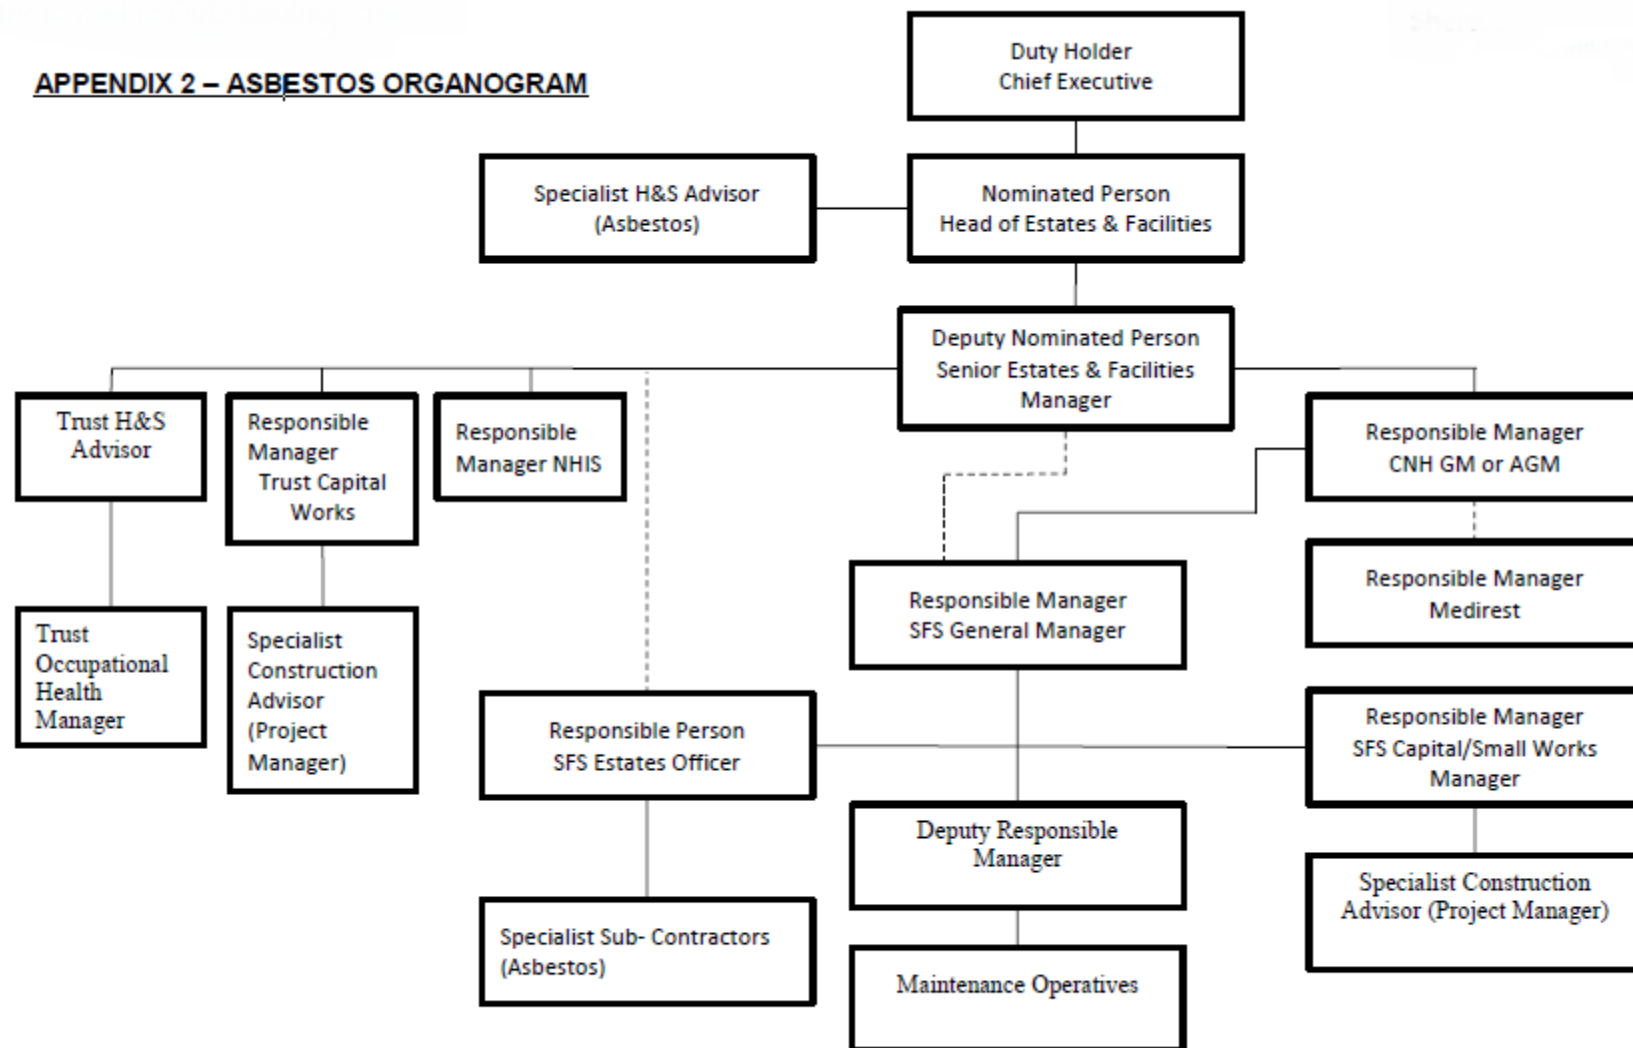 APPENDIX 2 – ASBESTOS ORGANOGRAM
Duty Holder
Chief Executive
Specialist H&S Advisor
(Asbestos)
Nominated Person
Head of Estates & Facilities
Deputy Nominated Person
Senior Estates & Facilities
Manager
Trust H&S
Advisor
Responsible
Manager
Trust Capital
Works
Responsible
Manager NHIS
Responsible Manager
CNH GM or AGM
Responsible Manager
SFS General Manager
Responsible Manager
Medirest
Trust
Occupational
Health
Manager
Specialist
Construction
Advisor
(Project
Manager)
Responsible Person
SFS Estates Officer
Responsible Manager
SFS Capital/Small Works
Manager
Deputy Responsible
Manager
Specialist Construction
Advisor (Project Manager)
Specialist Sub- Contractors
(Asbestos)
Maintenance Operatives